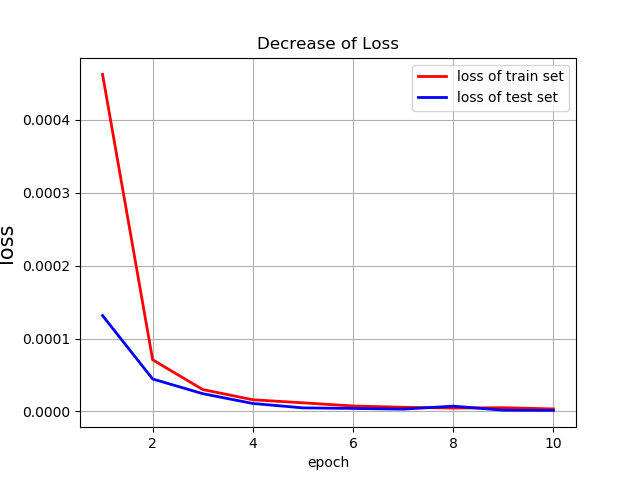 Decrease of Loss
loss of train set
loss of test set
0.0004
0.0003
0.0002
0.0001
0.0000
loss
2 4 6 8 10
epoch